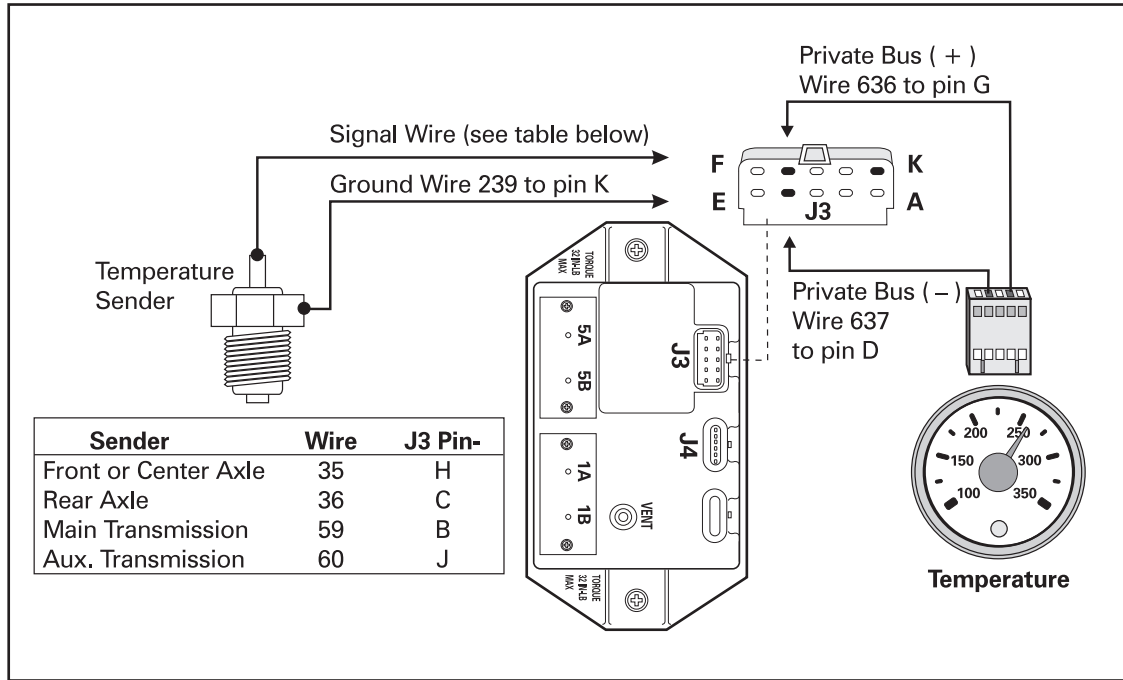 Private Bus ( + )
Wire 636 to pin G
Signal Wire (see table below)
Ground Wire 239 to pin K
F
K
E
A
J3
Temperature
Sender
Private Bus ( – )
Wire 637
to pin D
TORQUE
32 IN-LB
MAX
5A
5B
J3
J4
1A
1B
VENT
TORQUE
32 IN-LB
MAX
Sender Wire J3 Pin-
Front or Center Axle 35 H
Rear Axle 36 C
Main Transmission 59 B
Aux. Transmission 60 J
200 250
150 300
100 350
Temperature